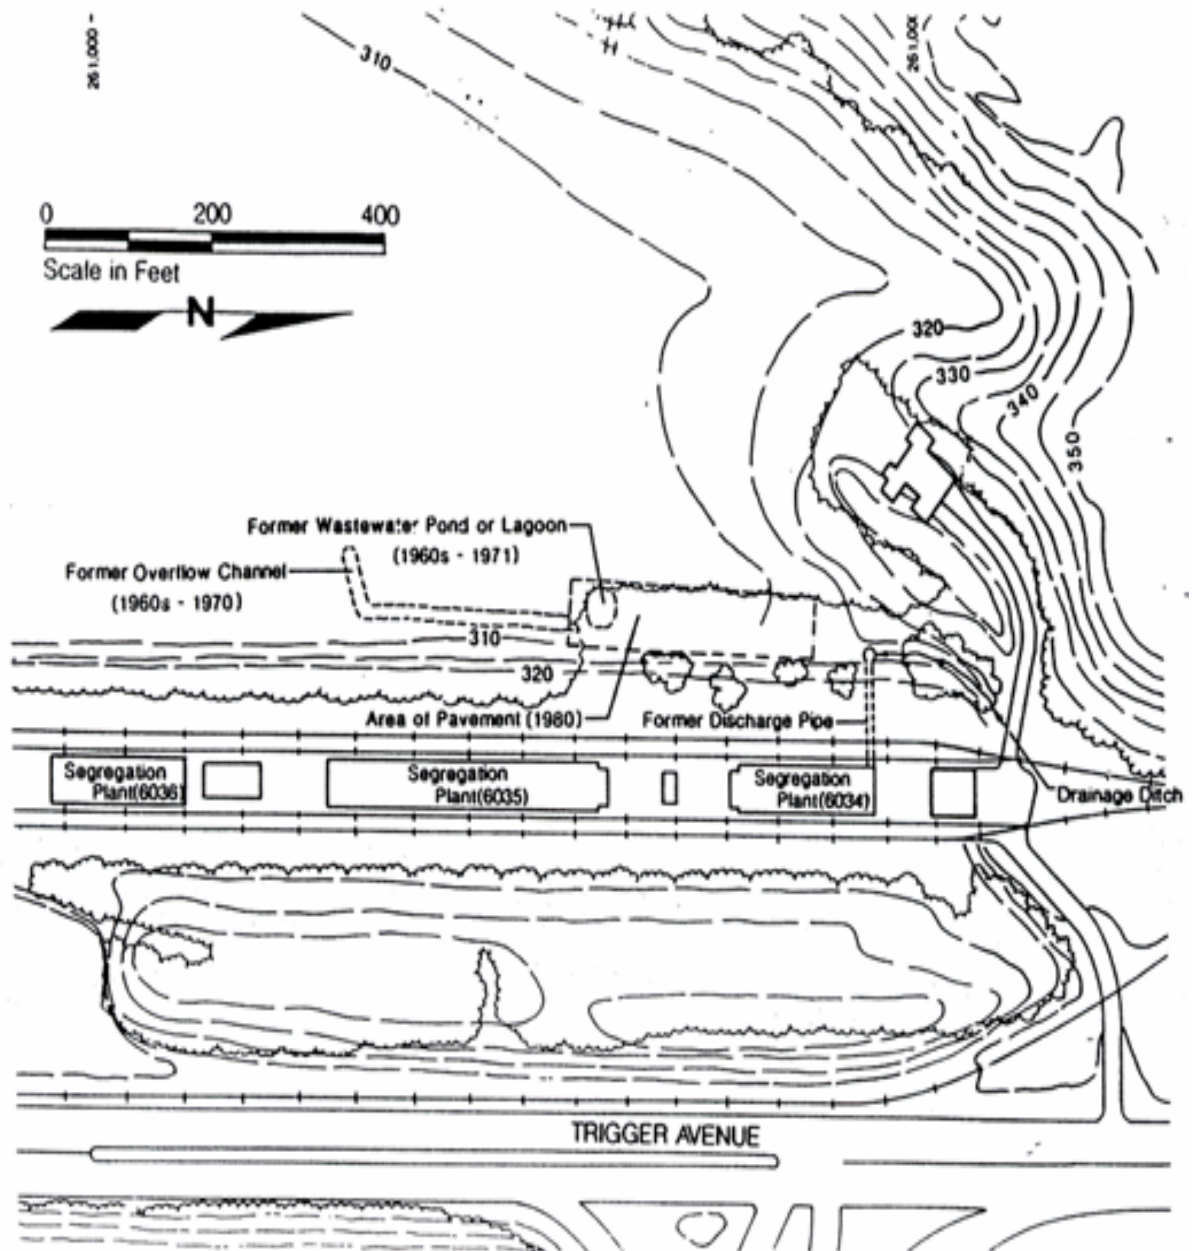 261,000
261,00
310
0 200 400
Scale in Feet
N
320
330
340
350
Former Wastewater Pond or Lagoon
(1960s - 1971)
Former Overflow Channel
(1960s - 1970)
310
320
Area of Pavement (1980)
Former Discharge Pipe
Segregation
Plant(6036)
Segregation
Plant(6035)
Segregation
Plant(6034)
Drainage Ditch
TRIGGER AVENUE